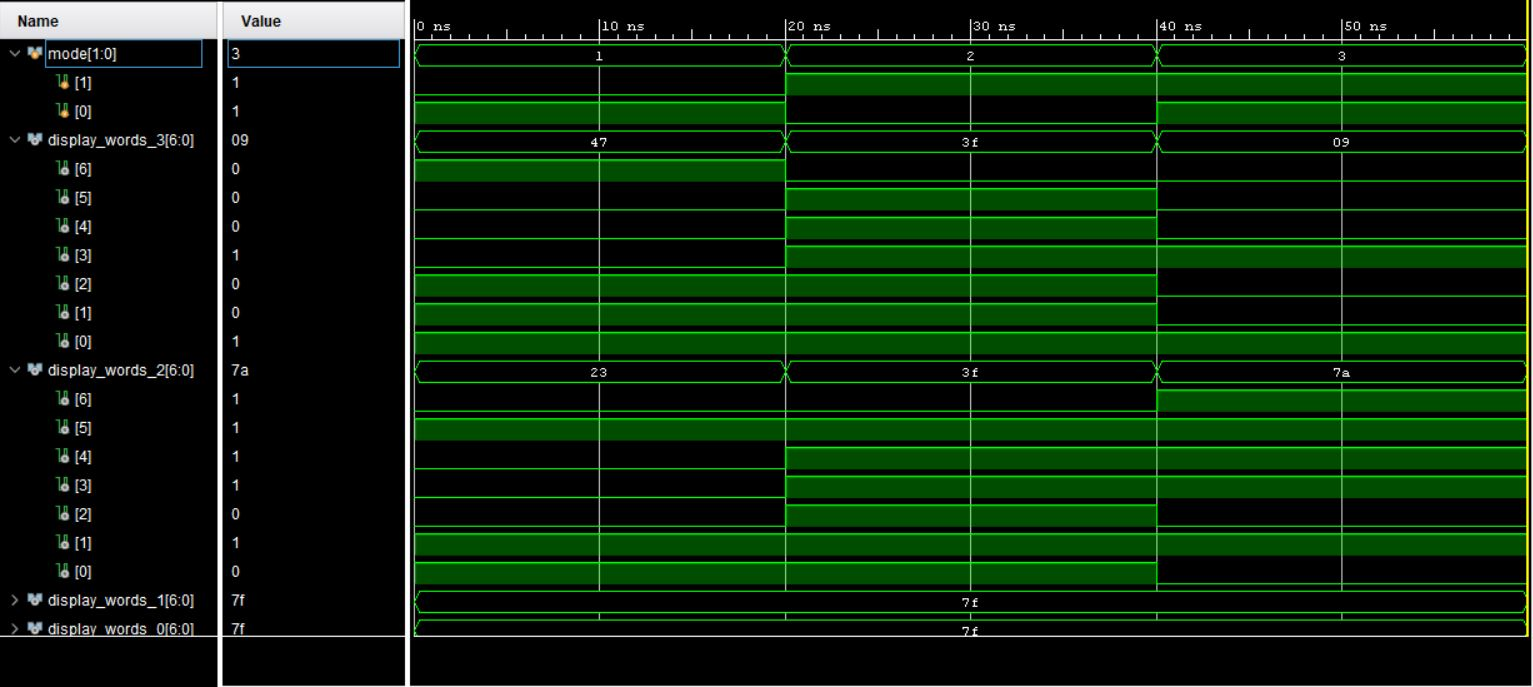 Name Value 0 ns 10 ns 20 ns 30 ns 40 ns 50 ns
mode[1:0] 3 1 2 3
[1] 1
[0] 1
display_words_3[6:0] 09 47 3f 09
[6] 0
[5] 0
[4] 0
[3] 1
[2] 0
[1] 0
[0] 1
display_words_2[6:0] 7a 23 3f 7a
[6] 1
[5] 1
[4] 1
[3] 1
[2] 0
[1] 1
[0] 0
display_words_1[6:0] 7f 7f
display_words_0[6:0] 7f 7f